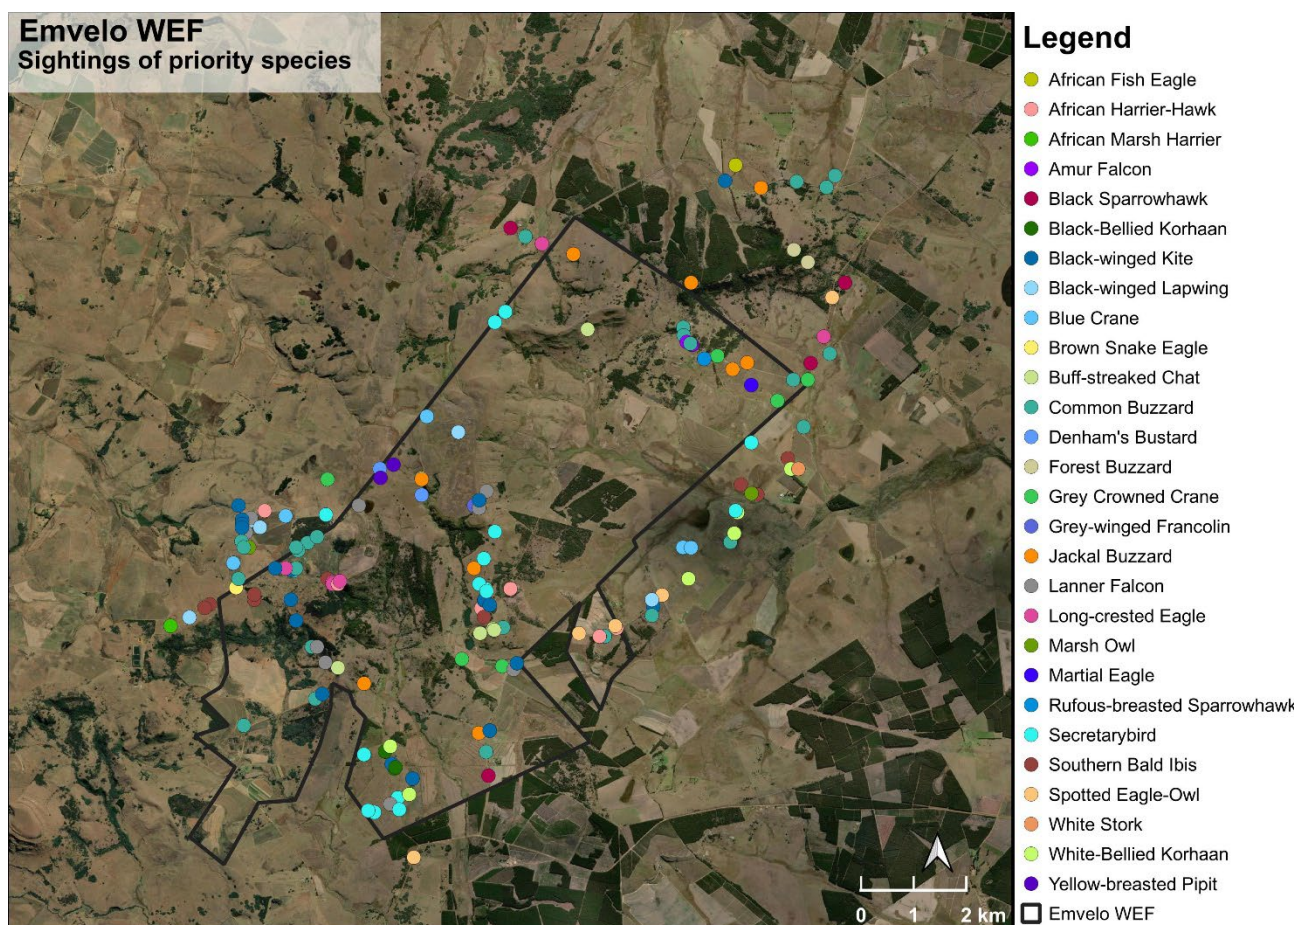 Emvelo WEF
Sightings of priority species
Legend
African Fish Eagle
African Harrier-Hawk
African Marsh Harrier
Amur Falcon
Black Sparrowhawk
Black-Bellied Korhaan
Black-winged Kite
Black-winged Lapwing
Blue Crane
Brown Snake Eagle
Buff-streaked Chat
Common Buzzard
Denham's Bustard
Forest Buzzard
Grey Crowned Crane
Grey-winged Francolin
Jackal Buzzard
Lanner Falcon
Long-crested Eagle
Marsh Owl
Martial Eagle
Rufous-breasted Sparrowhawk
Secretarybird
Southern Bald Ibis
Spotted Eagle-Owl
White Stork
White-Bellied Korhaan
Yellow-breasted Pipit
Emvelo WEF
0 1 2 km